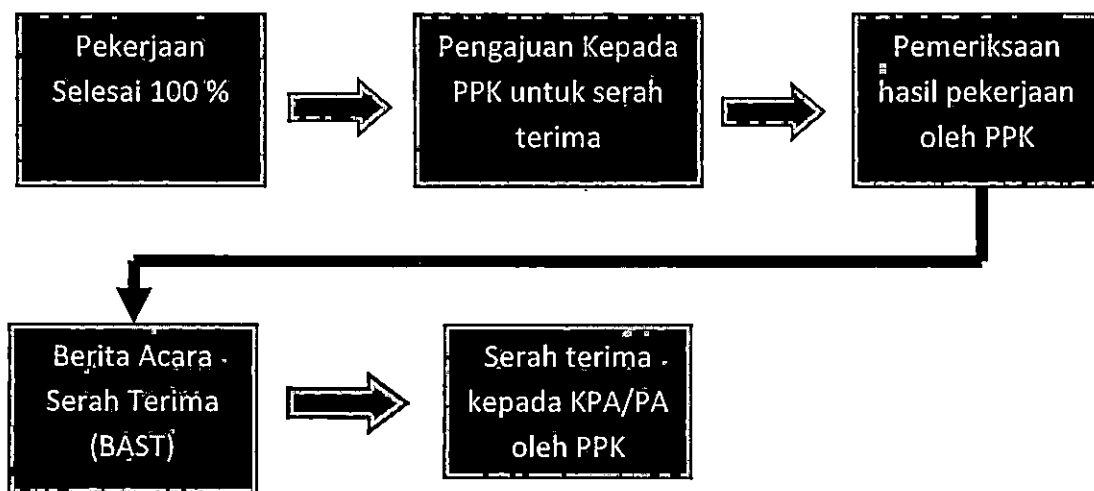 Pekerjaan
Selesai 100 %
Pengajuan Kepada
PPK untuk serah
terima
Pemeriksaan
hasil pekerjaan
oleh PPK
Berita Acara
Serah Terima
(BAST)
Serah terima
kepada KPA/PA
oleh PPK